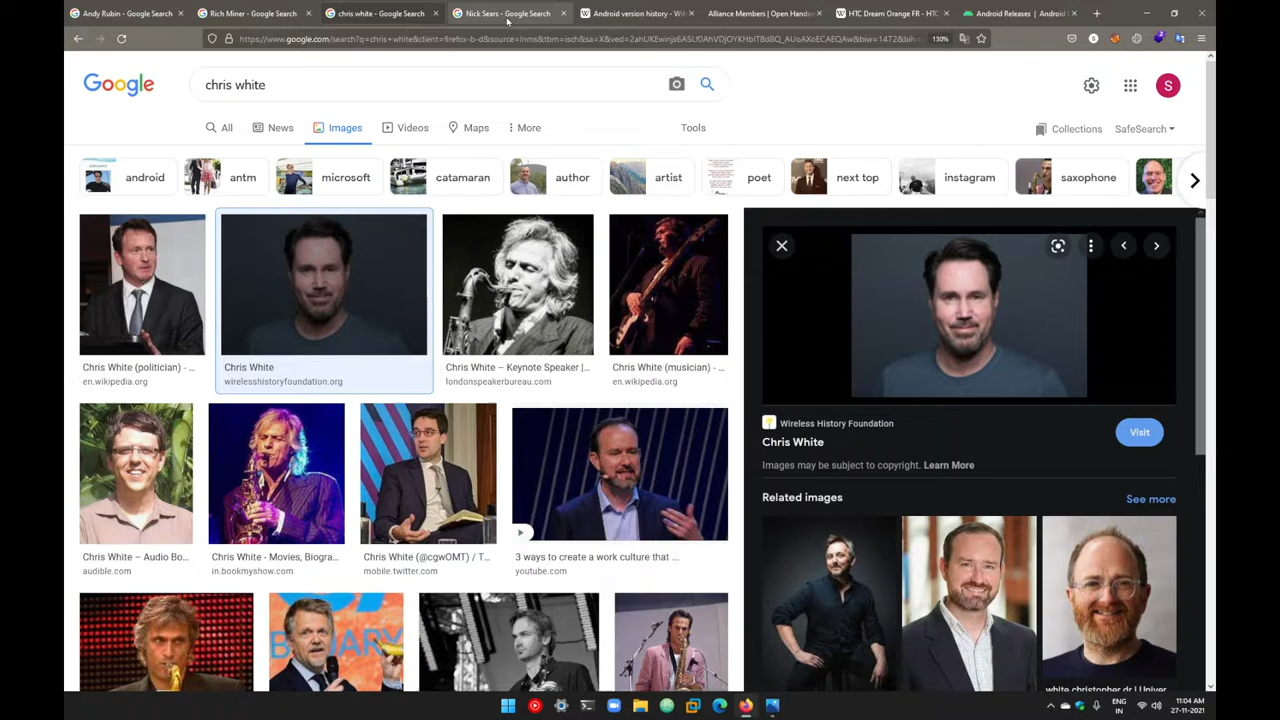 Andy Rubin - Google Search
Rich Miner - Google Search
chris white - Google Search
Nick Sears - Google Search
Android version history - Wi
Alliance Members | Open Hands
HTC Dream Orange FR - HTC
Android Releases | Android
130%
Google
chris white
S
All
News
Images
Videos
Maps
More
Tools
Collections
SafeSearch
android
antm
microsoft
catamaran
author
artist
poet
next top
instagram
saxophone
Chris White (politician) - ...
en.wikipedia.org
Chris White
wirelesshistoryfoundation.org
Chris White – Keynote Speaker |...
londonspeakerbureau.com
Chris White (musician) - ...
en.wikipedia.org
Wireless History Foundation
Chris White
Visit
Images may be subject to copyright. Learn More
Related images
See more
Chris White – Audio Bo...
audible.com
Chris White - Movies, Biogra...
in.bookmyshow.com
Chris White (@cgwOMT) / T...
mobile.twitter.com
3 ways to create a work culture that ...
youtube.com
white christopher dr | Univer
ENG
IN
11:04 AM
27-11-2021